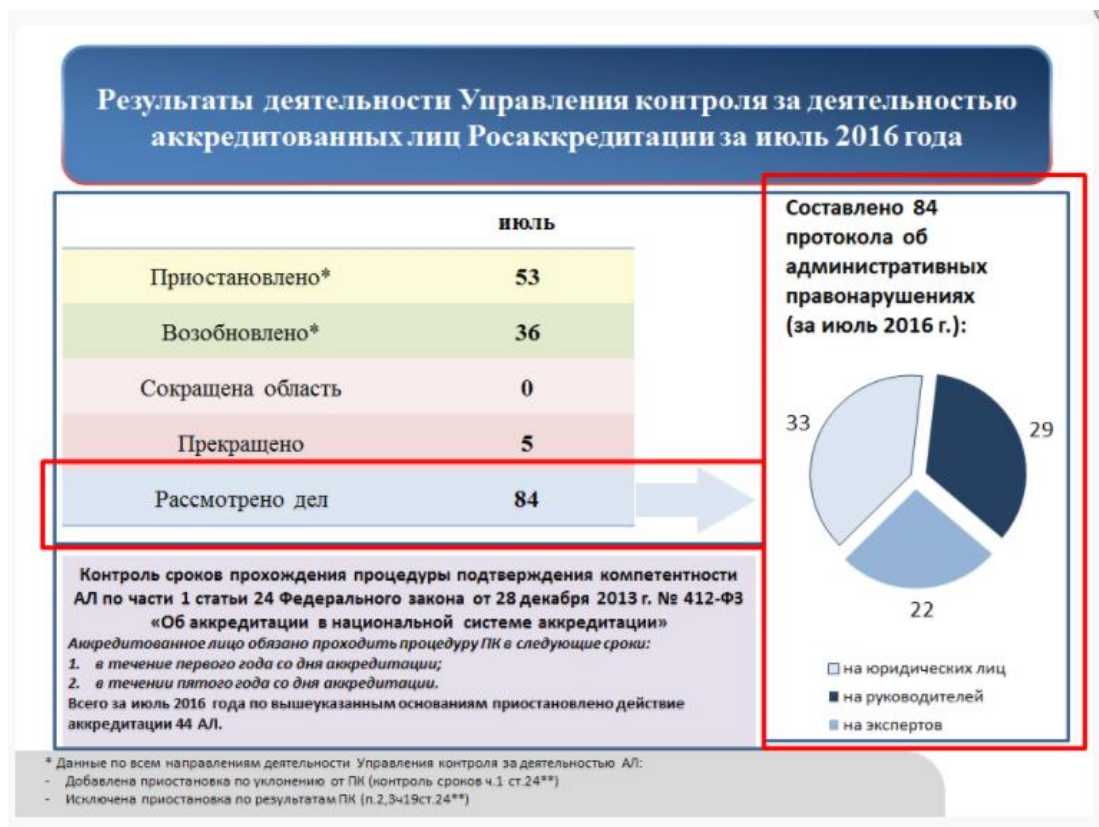 Результаты деятельности Управления контроля за деятельностью
аккредитованных лиц Росаккредитации за июль 2016 года
июль
Приостановлено* 53
Возобновлено* 36
Сокращена область 0
Прекращено 5
Рассмотрено дел 84
Составлено 84
протокола об
административных
правонарушениях
(за июль 2016 г.):
33
29
22
на юридических лиц
на руководителей
на экспертов
Контроль сроков прохождения процедуры подтверждения компетентности
АЛ по части 1 статьи 24 Федерального закона от 28 декабря 2013 г. № 412-ФЗ
«Об аккредитации в национальной системе аккредитации»
Аккредитованное лицо обязано проходить процедуру ПК в следующие сроки:
1. в течение первого года со дня аккредитации;
2. в течении пятого года со дня аккредитации.
Всего за июль 2016 года по вышеуказанным основаниям приостановлено действие
аккредитации 44 АЛ.
* Данные по всем направлениям деятельности Управления контроля за деятельностью АЛ:
- Добавлена приостановка по уклонению от ПК (контроль сроков ч.1 ст.24**)
- Исключена приостановка по результатам ПК (п.2,3ч19ст.24**)